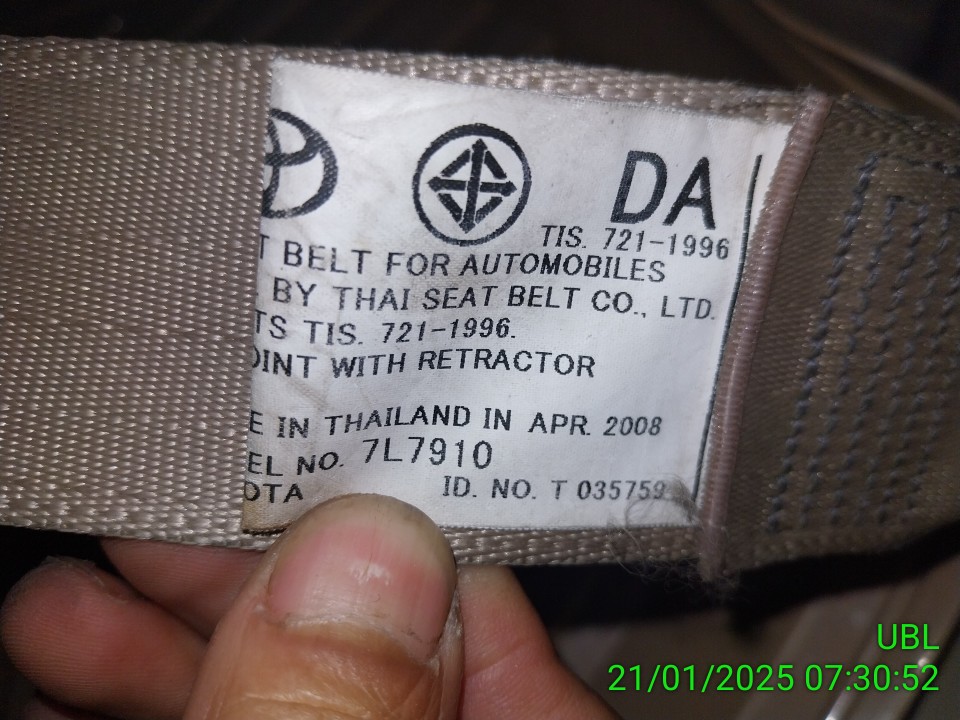 DA
TIS. 721-1996
T BELT FOR AUTOMOBILES
BY THAI SEAT BELT CO., LTD.
TS TIS. 721-1996.
OINT WITH RETRACTOR
E IN THAILAND IN APR. 2008
EL NO. 7L7910
OTA ID. NO. T 035759
UBL
21/01/2025 07:30:52